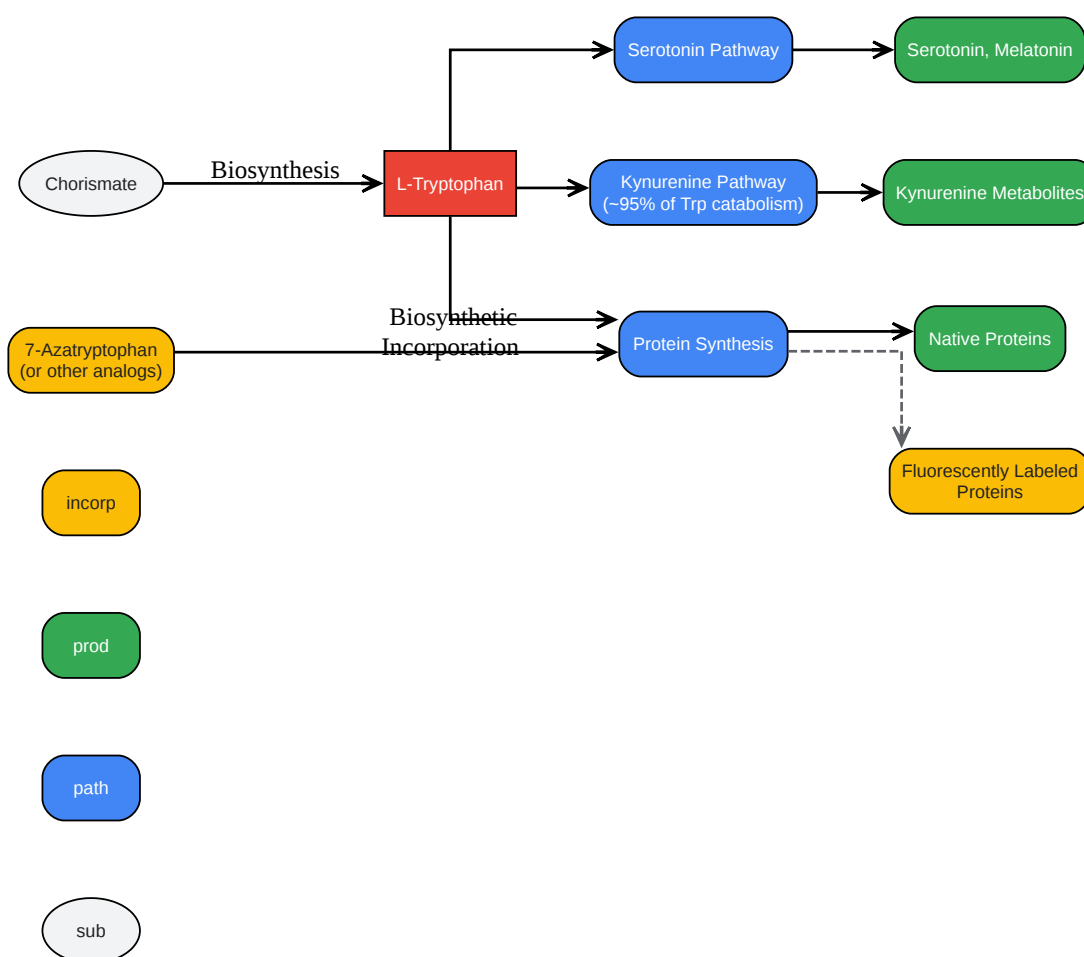 Serotonin Pathway
Serotonin, Melatonin
Chorismate
Biosynthesis
L-Tryptophan
Kynurenine Pathway
(~95% of Trp catabolism)
Kynurenine Metabolites
7-Azatryptophan
(or other analogs)
Biosynthetic
Incorporation
Protein Synthesis
Native Proteins
Fluorescently Labeled
Proteins
incorp
prod
path
sub